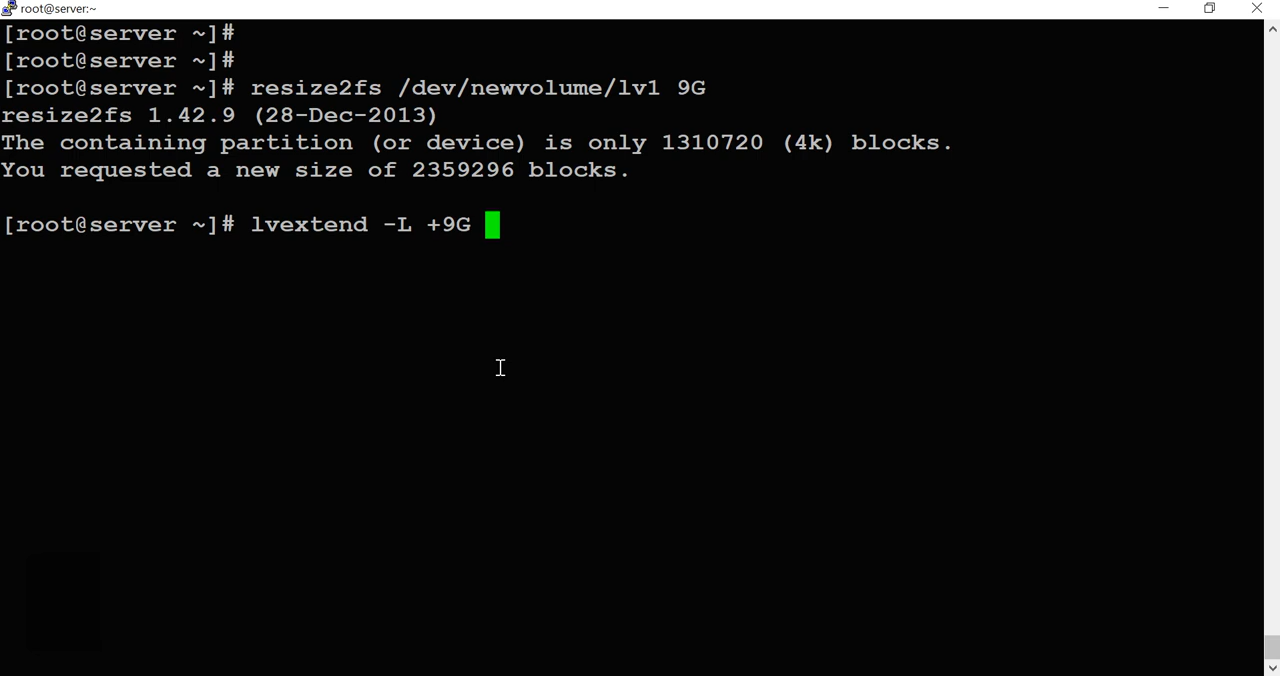 root@server:~
[root@server ~]#
[root@server ~]#
[root@server ~]# resize2fs /dev/newvolume/lv1 9G
resize2fs 1.42.9 (28-Dec-2013)
The containing partition (or device) is only 1310720 (4k) blocks.
You requested a new size of 2359296 blocks.
[root@server ~]# lvextend -L +9G